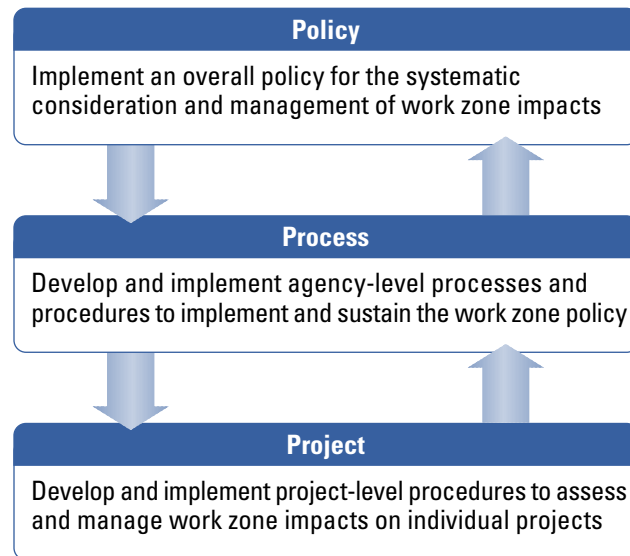 Policy
Implement an overall policy for the systematic
consideration and management of work zone impacts
Process
Develop and implement agency-level processes and
procedures to implement and sustain the work zone policy
Project
Develop and implement project-level procedures to assess
and manage work zone impacts on individual projects